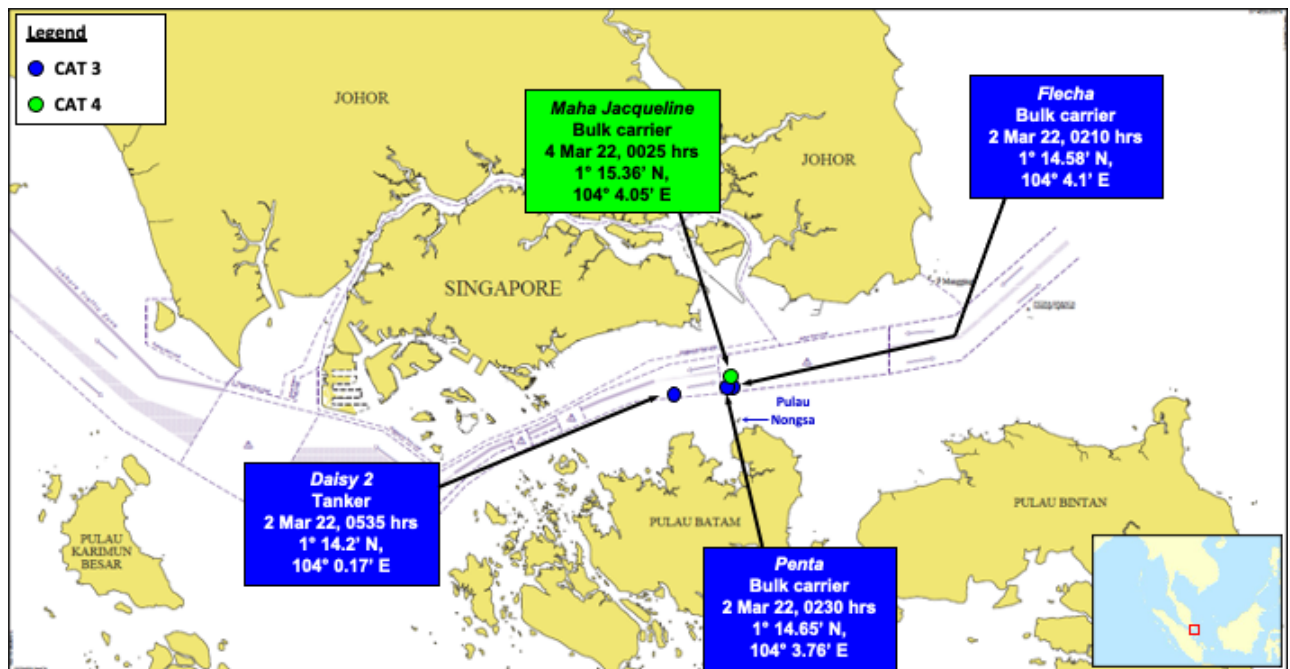 Legend
CAT 3
CAT 4
JOHOR
Maha Jacqueline
Bulk carrier
4 Mar 22, 0025 hrs
1° 15.36’ N,
104° 4.05’ E
JOHOR
Flecha
Bulk carrier
2 Mar 22, 0210 hrs
1° 14.58’ N,
104° 4.1’ E
SINGAPORE
Pulau
Nongsa
Daisy 2
Tanker
2 Mar 22, 0535 hrs
1° 14.2’ N,
104° 0.17’ E
PULAU
KARIMUN
BESAR
PULAU BATAM
PULAU BINTAN
Penta
Bulk carrier
2 Mar 22, 0230 hrs
1° 14.65’ N,
104° 3.76’ E